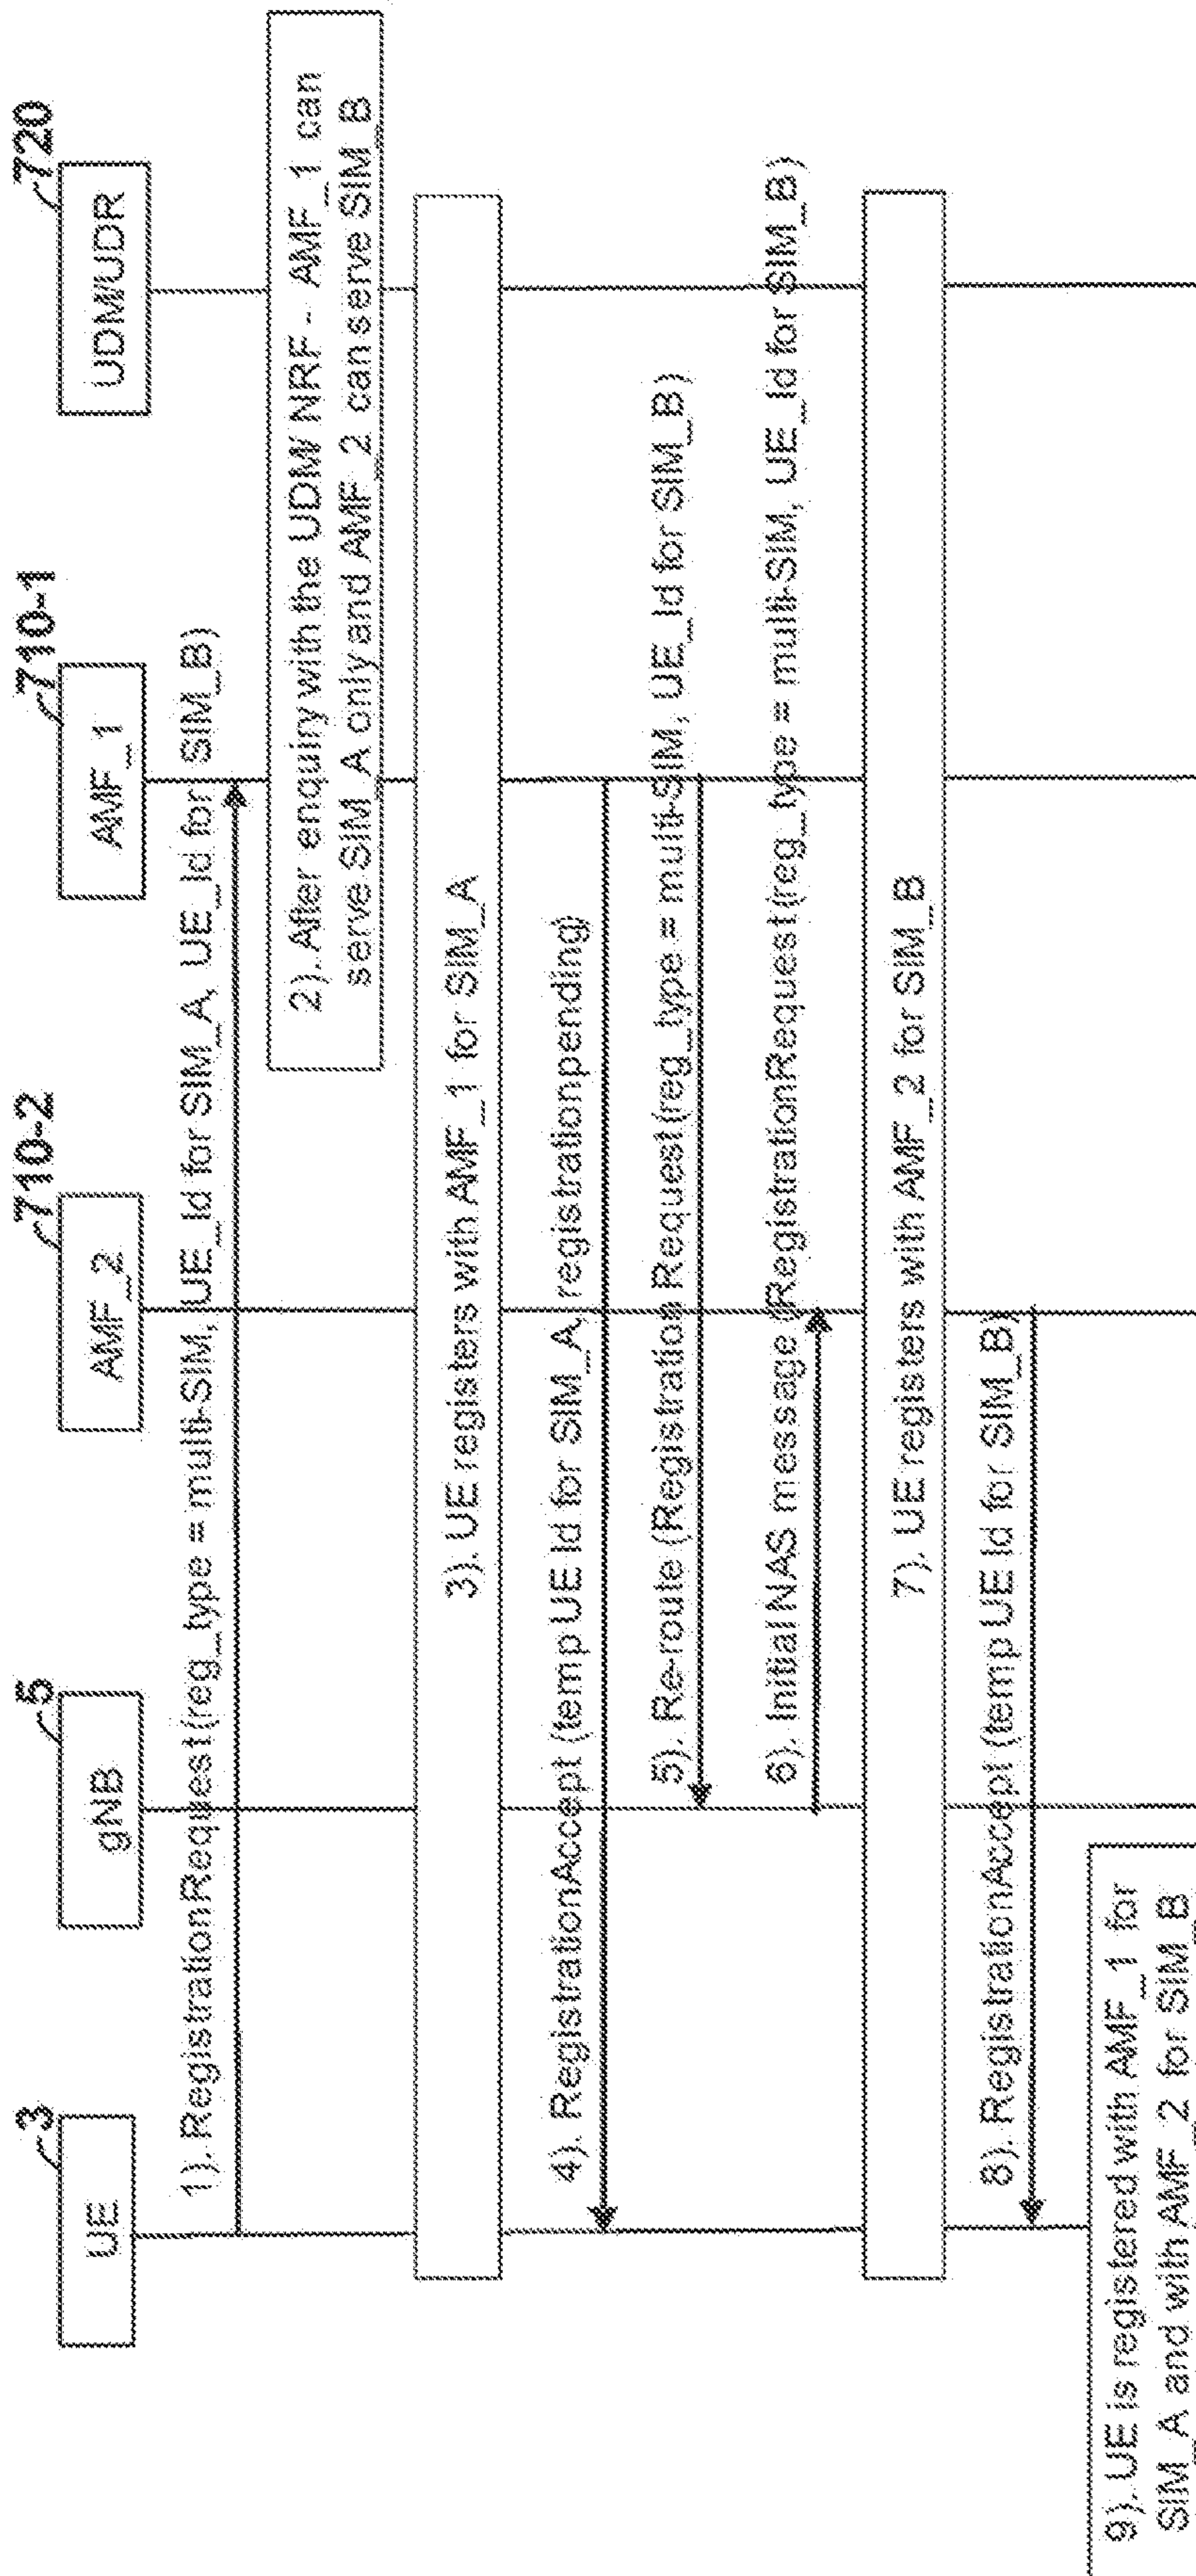 3
UE
5
gNB
710-2
AMF_2
710-1
AMF_1
720
UDM/UDR
1). RegistrationRequest(reg_type = multi-SIM, UE_Id for SIM_A, UE_Id for SIM_B)
2). After enquiry with the UDM/ NRF - AMF_1 can
serve SIM_A only and AMF_2 can serve SIM_B
3). UE registers with AMF_1 for SIM_A
4). RegistrationAccept (temp UE Id for SIM_A, registrationpending)
5). Re-route (Registration Request(reg_type = multi-SIM, UE_Id for SIM_B)
6). Initial NAS message (RegistrationRequest(reg_type = multi-SIM, UE_Id for SIM_B)
7). UE registers with AMF_2 for SIM_B
8). RegistrationAccept (temp UE Id for SIM_B)
9). UE is registered with AMF_1 for
SIM_A and with AMF_2 for SIM_B